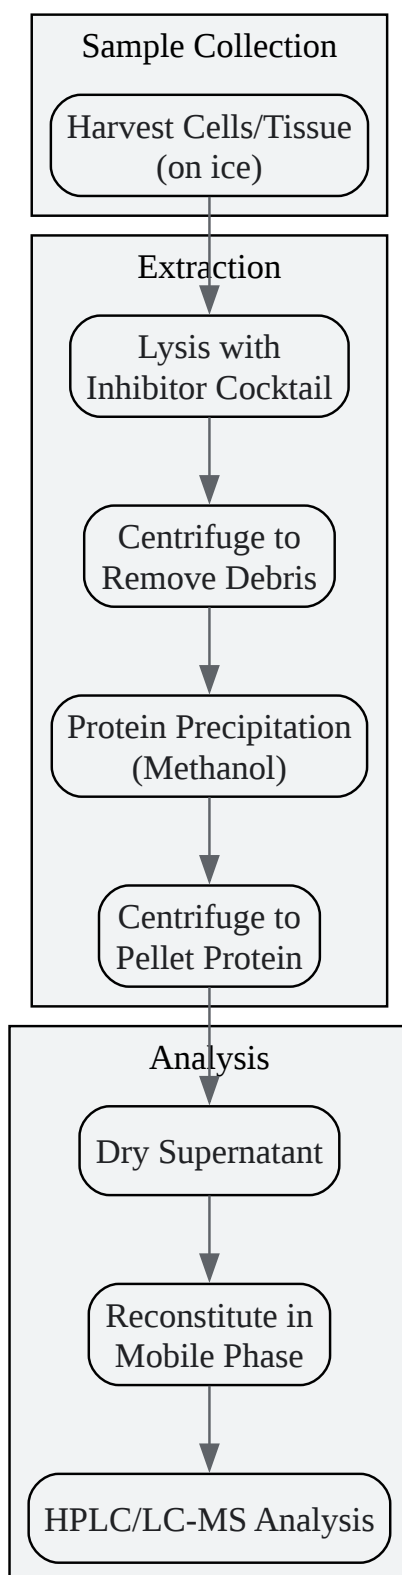 Sample Collection
Harvest Cells/Tissue
(on ice)
Extraction
Lysis with
Inhibitor Cocktail
Centrifuge to
Remove Debris
Protein Precipitation
(Methanol)
Centrifuge to
Pellet Protein
Analysis
Dry Supernatant
Reconstitute in
Mobile Phase
HPLC/LC-MS Analysis